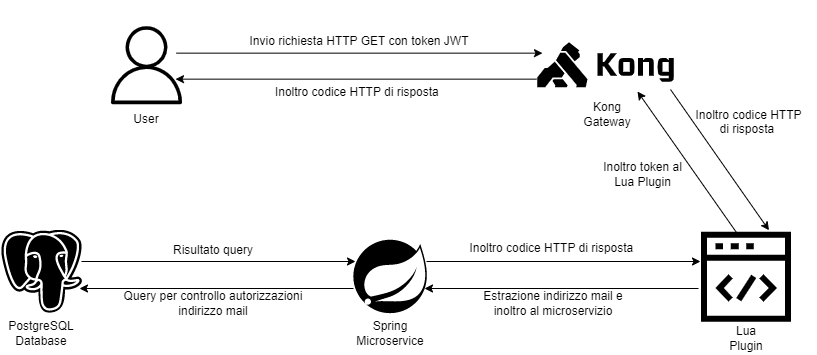 Invio richiesta HTTP GET con token JWT
Kong
Inoltro codice HTTP di risposta
User
Kong
Gateway
Inoltro codice HTTP
di risposta
Inoltro token al
Lua Plugin
Risultato query
Inoltro codice HTTP di risposta
Query per controllo autorizzazioni
indirizzo mail
Estrazione indirizzo mail e
inoltro al microservizio
PostgreSQL
Database
Spring
Microservice
Lua
Plugin